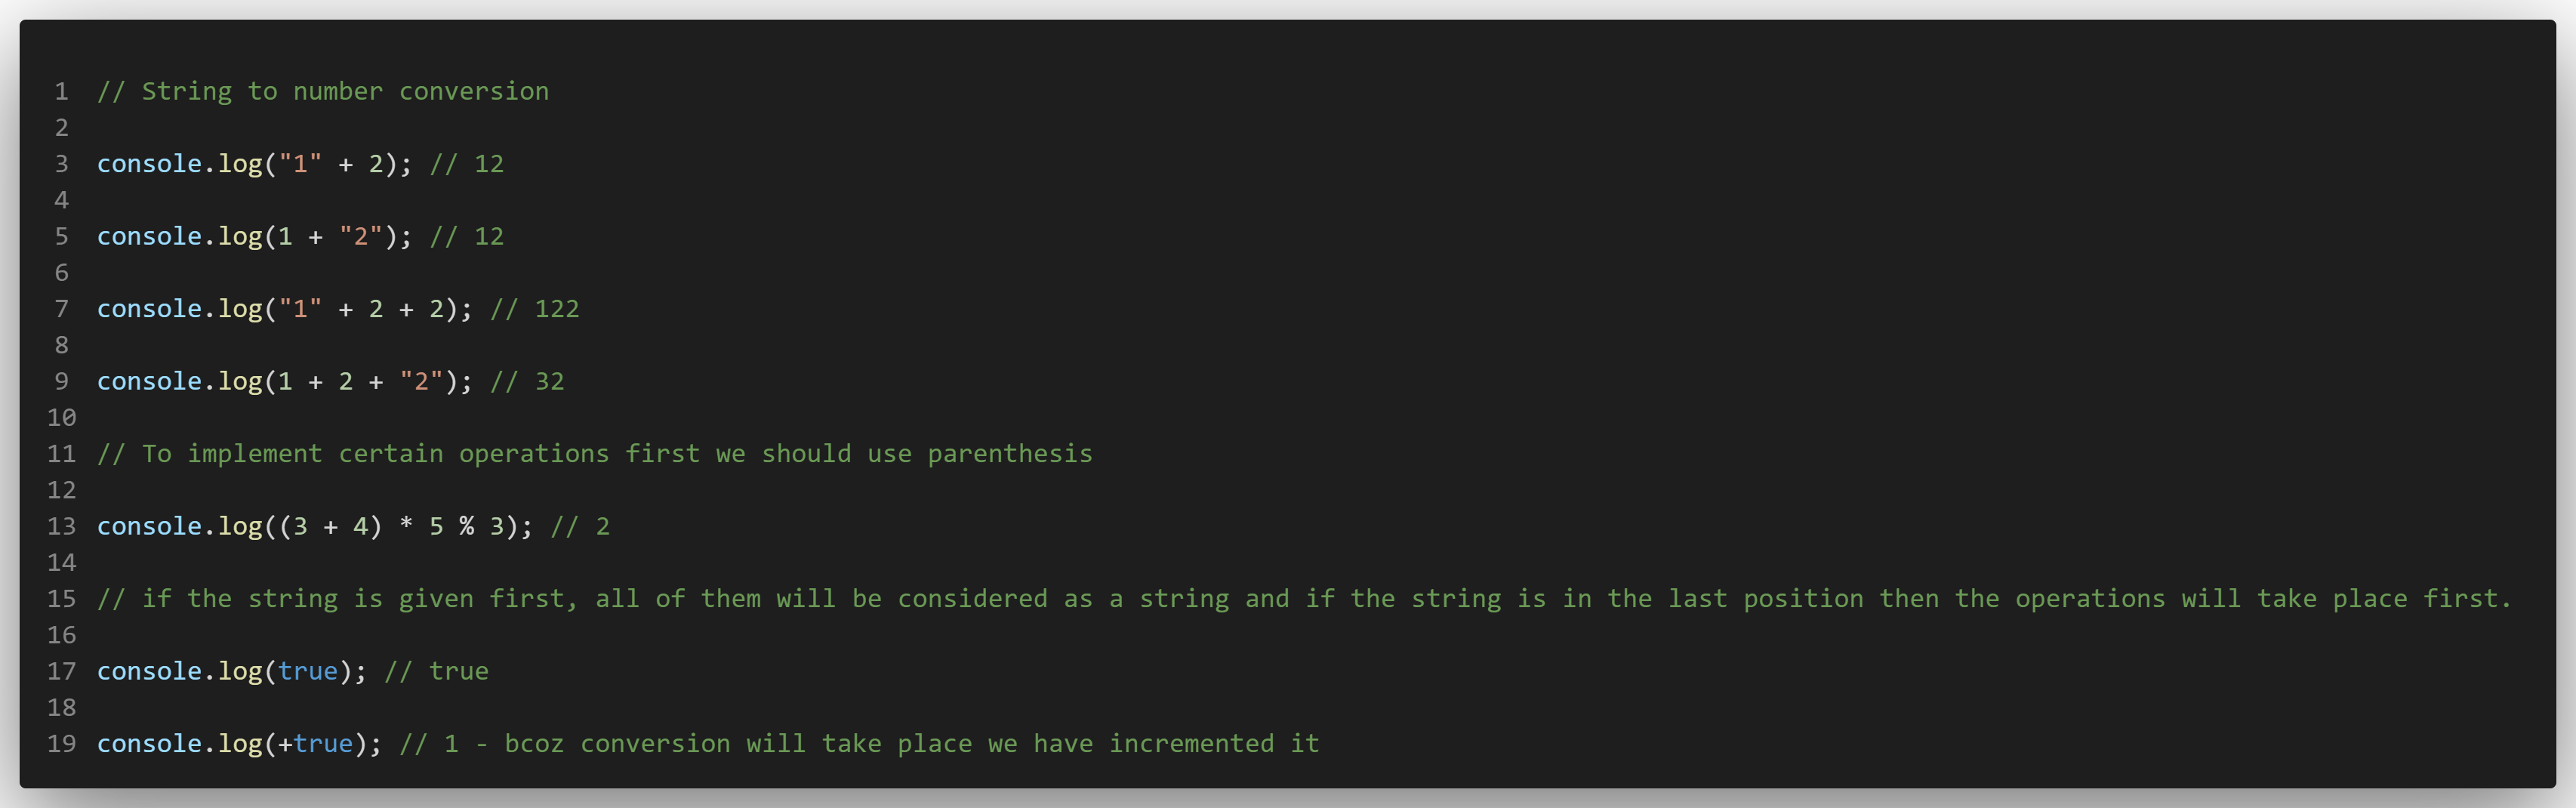 1 // String to number conversion
2
3 console.log("1" + 2); // 12
4
5 console.log(1 + "2"); // 12
6
7 console.log("1" + 2 + 2); // 122
8
9 console.log(1 + 2 + "2"); // 32
10
11 // To implement certain operations first we should use parenthesis
12
13 console.log((3 + 4) * 5 % 3); // 2
14
15 // if the string is given first, all of them will be considered as a string and if the string is in the last position then the operations will take place first.
16
17 console.log(true); // true
18
19 console.log(+true); // 1 - bcoz conversion will take place we have incremented it